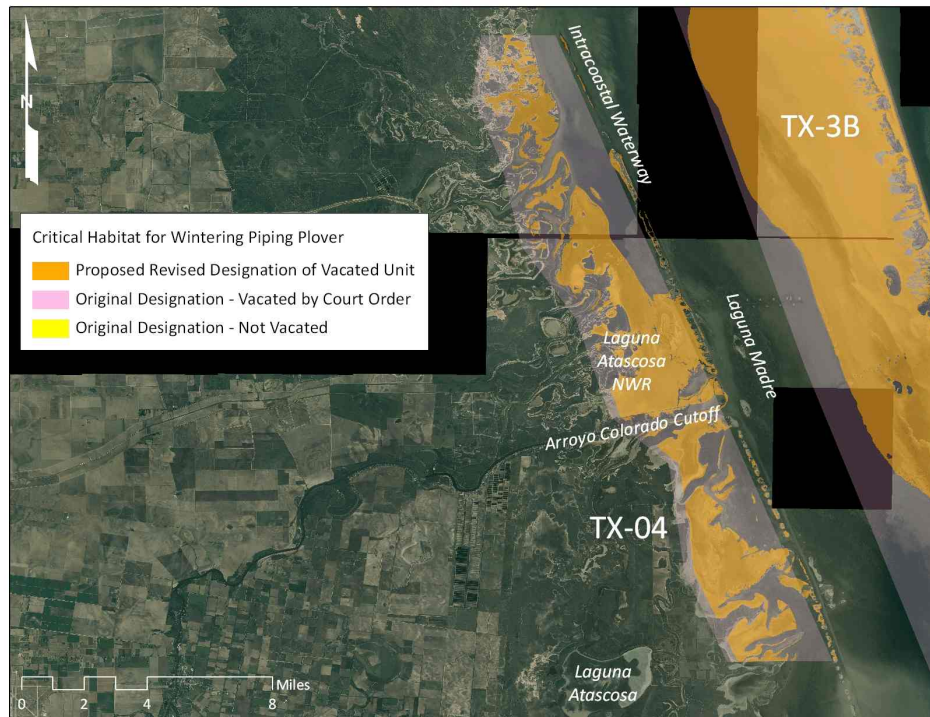 Intracoastal Waterway
TX-3B
N
Critical Habitat for Wintering Piping Plover
Proposed Revised Designation of Vacated Unit
Original Designation - Vacated by Court Order
Original Designation - Not Vacated
Laguna
Atascosa
NWR
Laguna Madre
Arroyo Colorado Cutoff
TX-04
Laguna
Atascosa
Miles
0 2 4 8